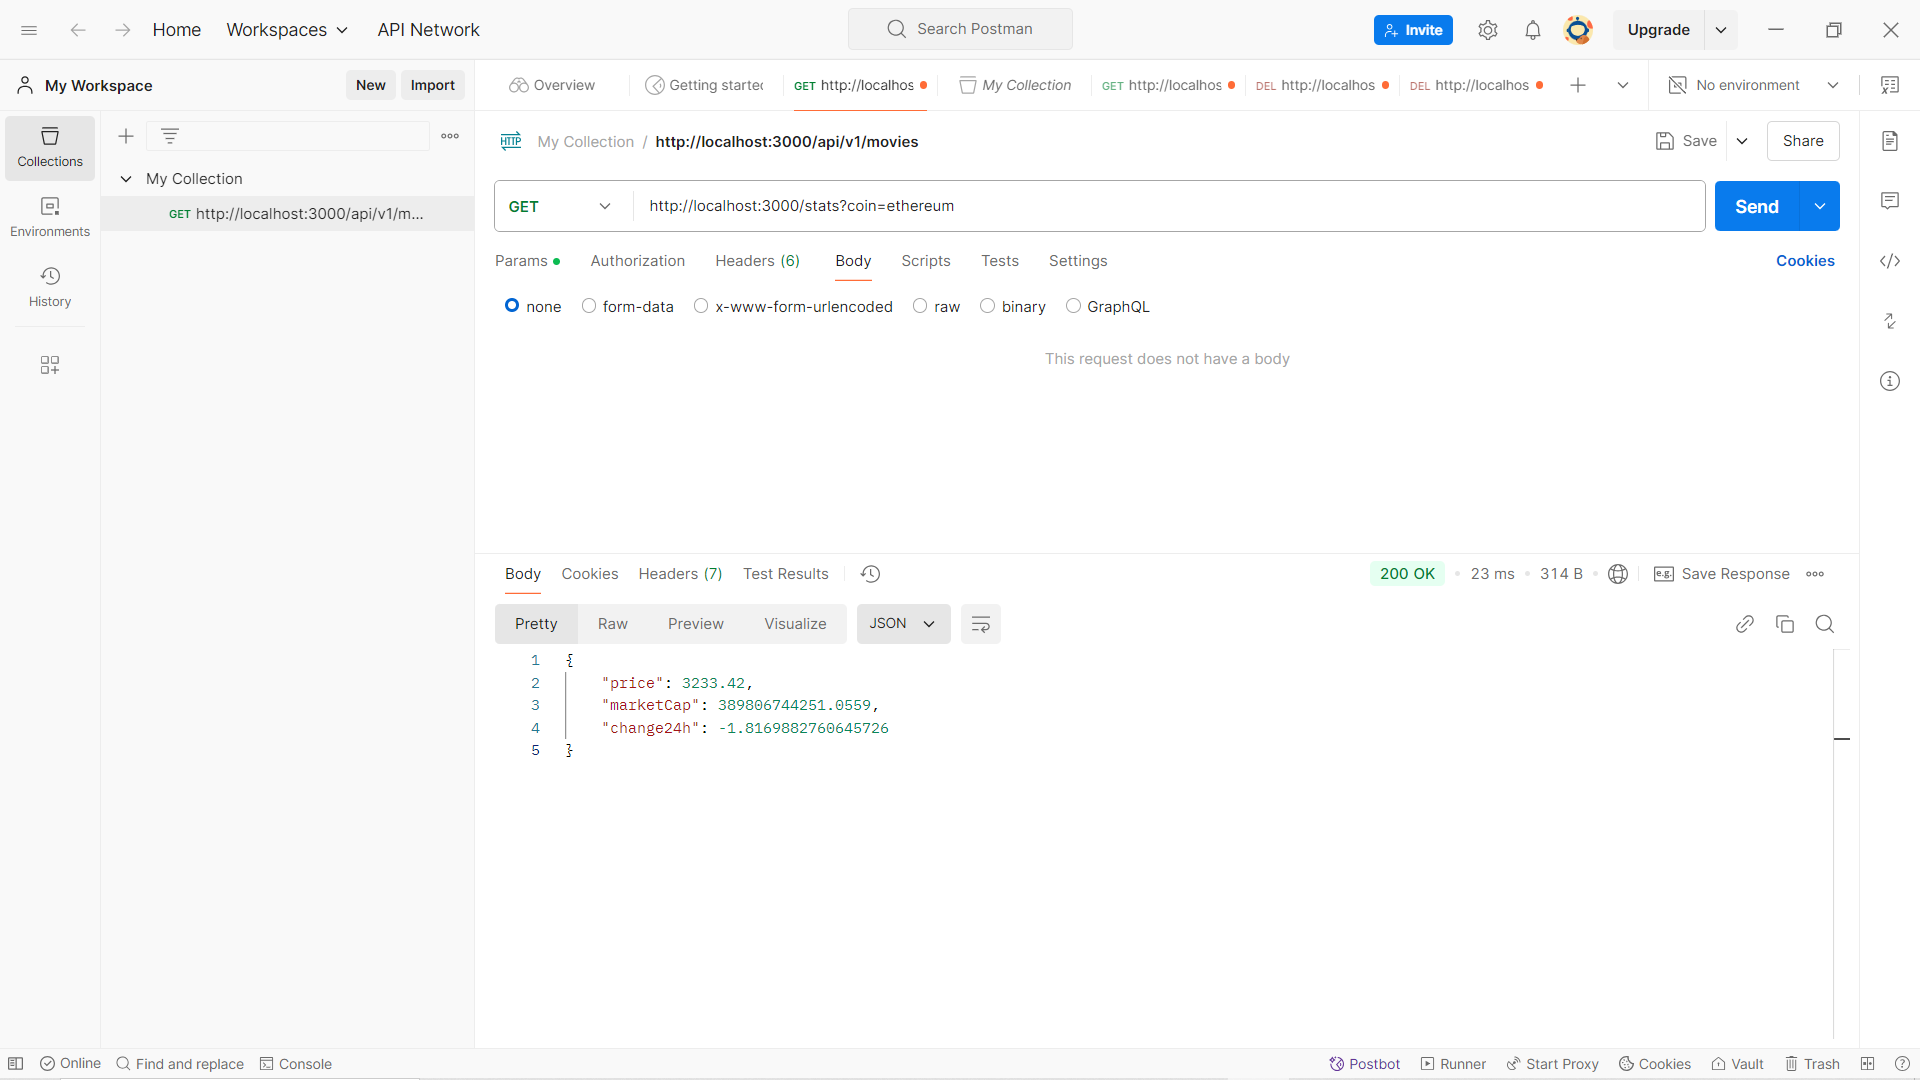 Home Workspaces API Network Search Postman Invite Upgrade
My Workspace New Import Overview Getting started GET http://localhos My Collection GET http://localhos DEL http://localhos DEL http://localhos No environment
Collections
Environments
History
My Collection
GET http://localhost:3000/api/v1/m...
HTTP My Collection / http://localhost:3000/api/v1/movies Save Share
GET http://localhost:3000/stats?coin=ethereum Send
Params Authorization Headers (6) Body Scripts Tests Settings Cookies
none form-data x-www-form-urlencoded raw binary GraphQL
This request does not have a body
Body Cookies Headers (7) Test Results 200 OK 23 ms 314 B e.g. Save Response
Pretty Raw Preview Visualize JSON
1 {
2 "price": 3233.42,
3 "marketCap": 389806744251.0559,
4 "change24h": -1.8169882760645726
5 }
Online Find and replace Console Postbot Runner Start Proxy Cookies Vault Trash